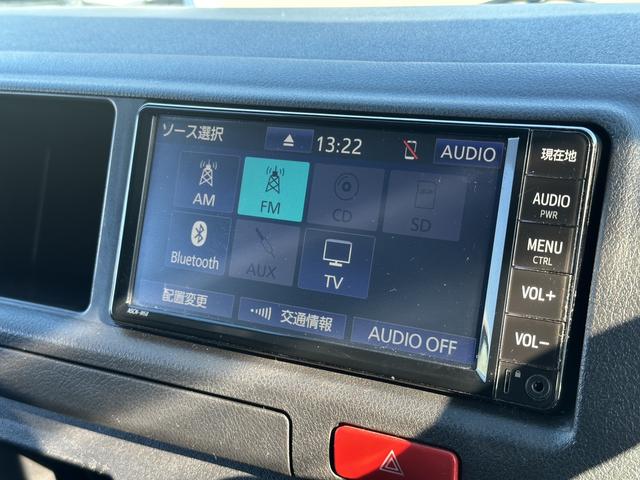 ソース選択
13:22
AUDIO
AM
FM
CD
SD
Bluetooth
AUX
TV
配置変更
交通情報
AUDIO OFF
現在地
AUDIO
PWR
MENU
CTRL
VOL+
VOL-